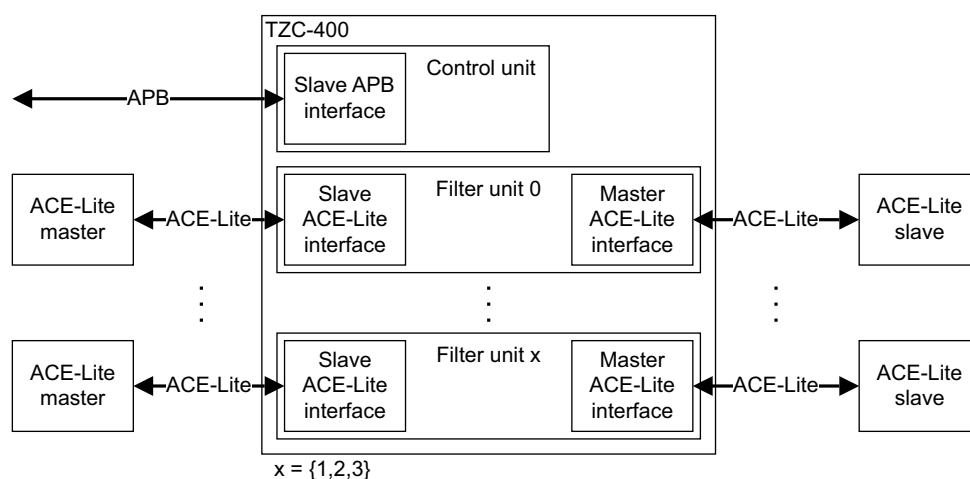 TZC-400
Control unit
Slave APB
interface
APB
Filter unit 0
ACE-Lite
master
ACE-Lite
Slave
ACE-Lite
interface
Master
ACE-Lite
interface
ACE-Lite
ACE-Lite
slave
Filter unit x
ACE-Lite
master
ACE-Lite
Slave
ACE-Lite
interface
Master
ACE-Lite
interface
ACE-Lite
ACE-Lite
slave
x = {1,2,3}